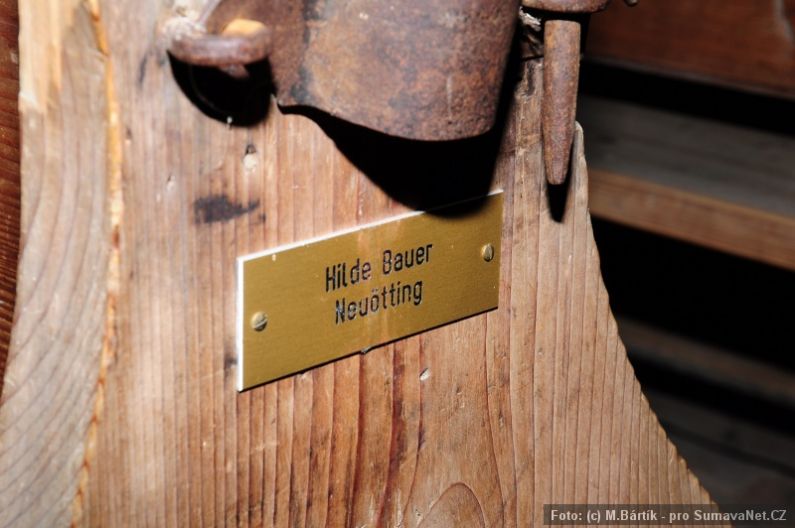 Hilde Bauer
Neuötting
Foto: (c) M.Bártík - pro SumavaNet.CZ